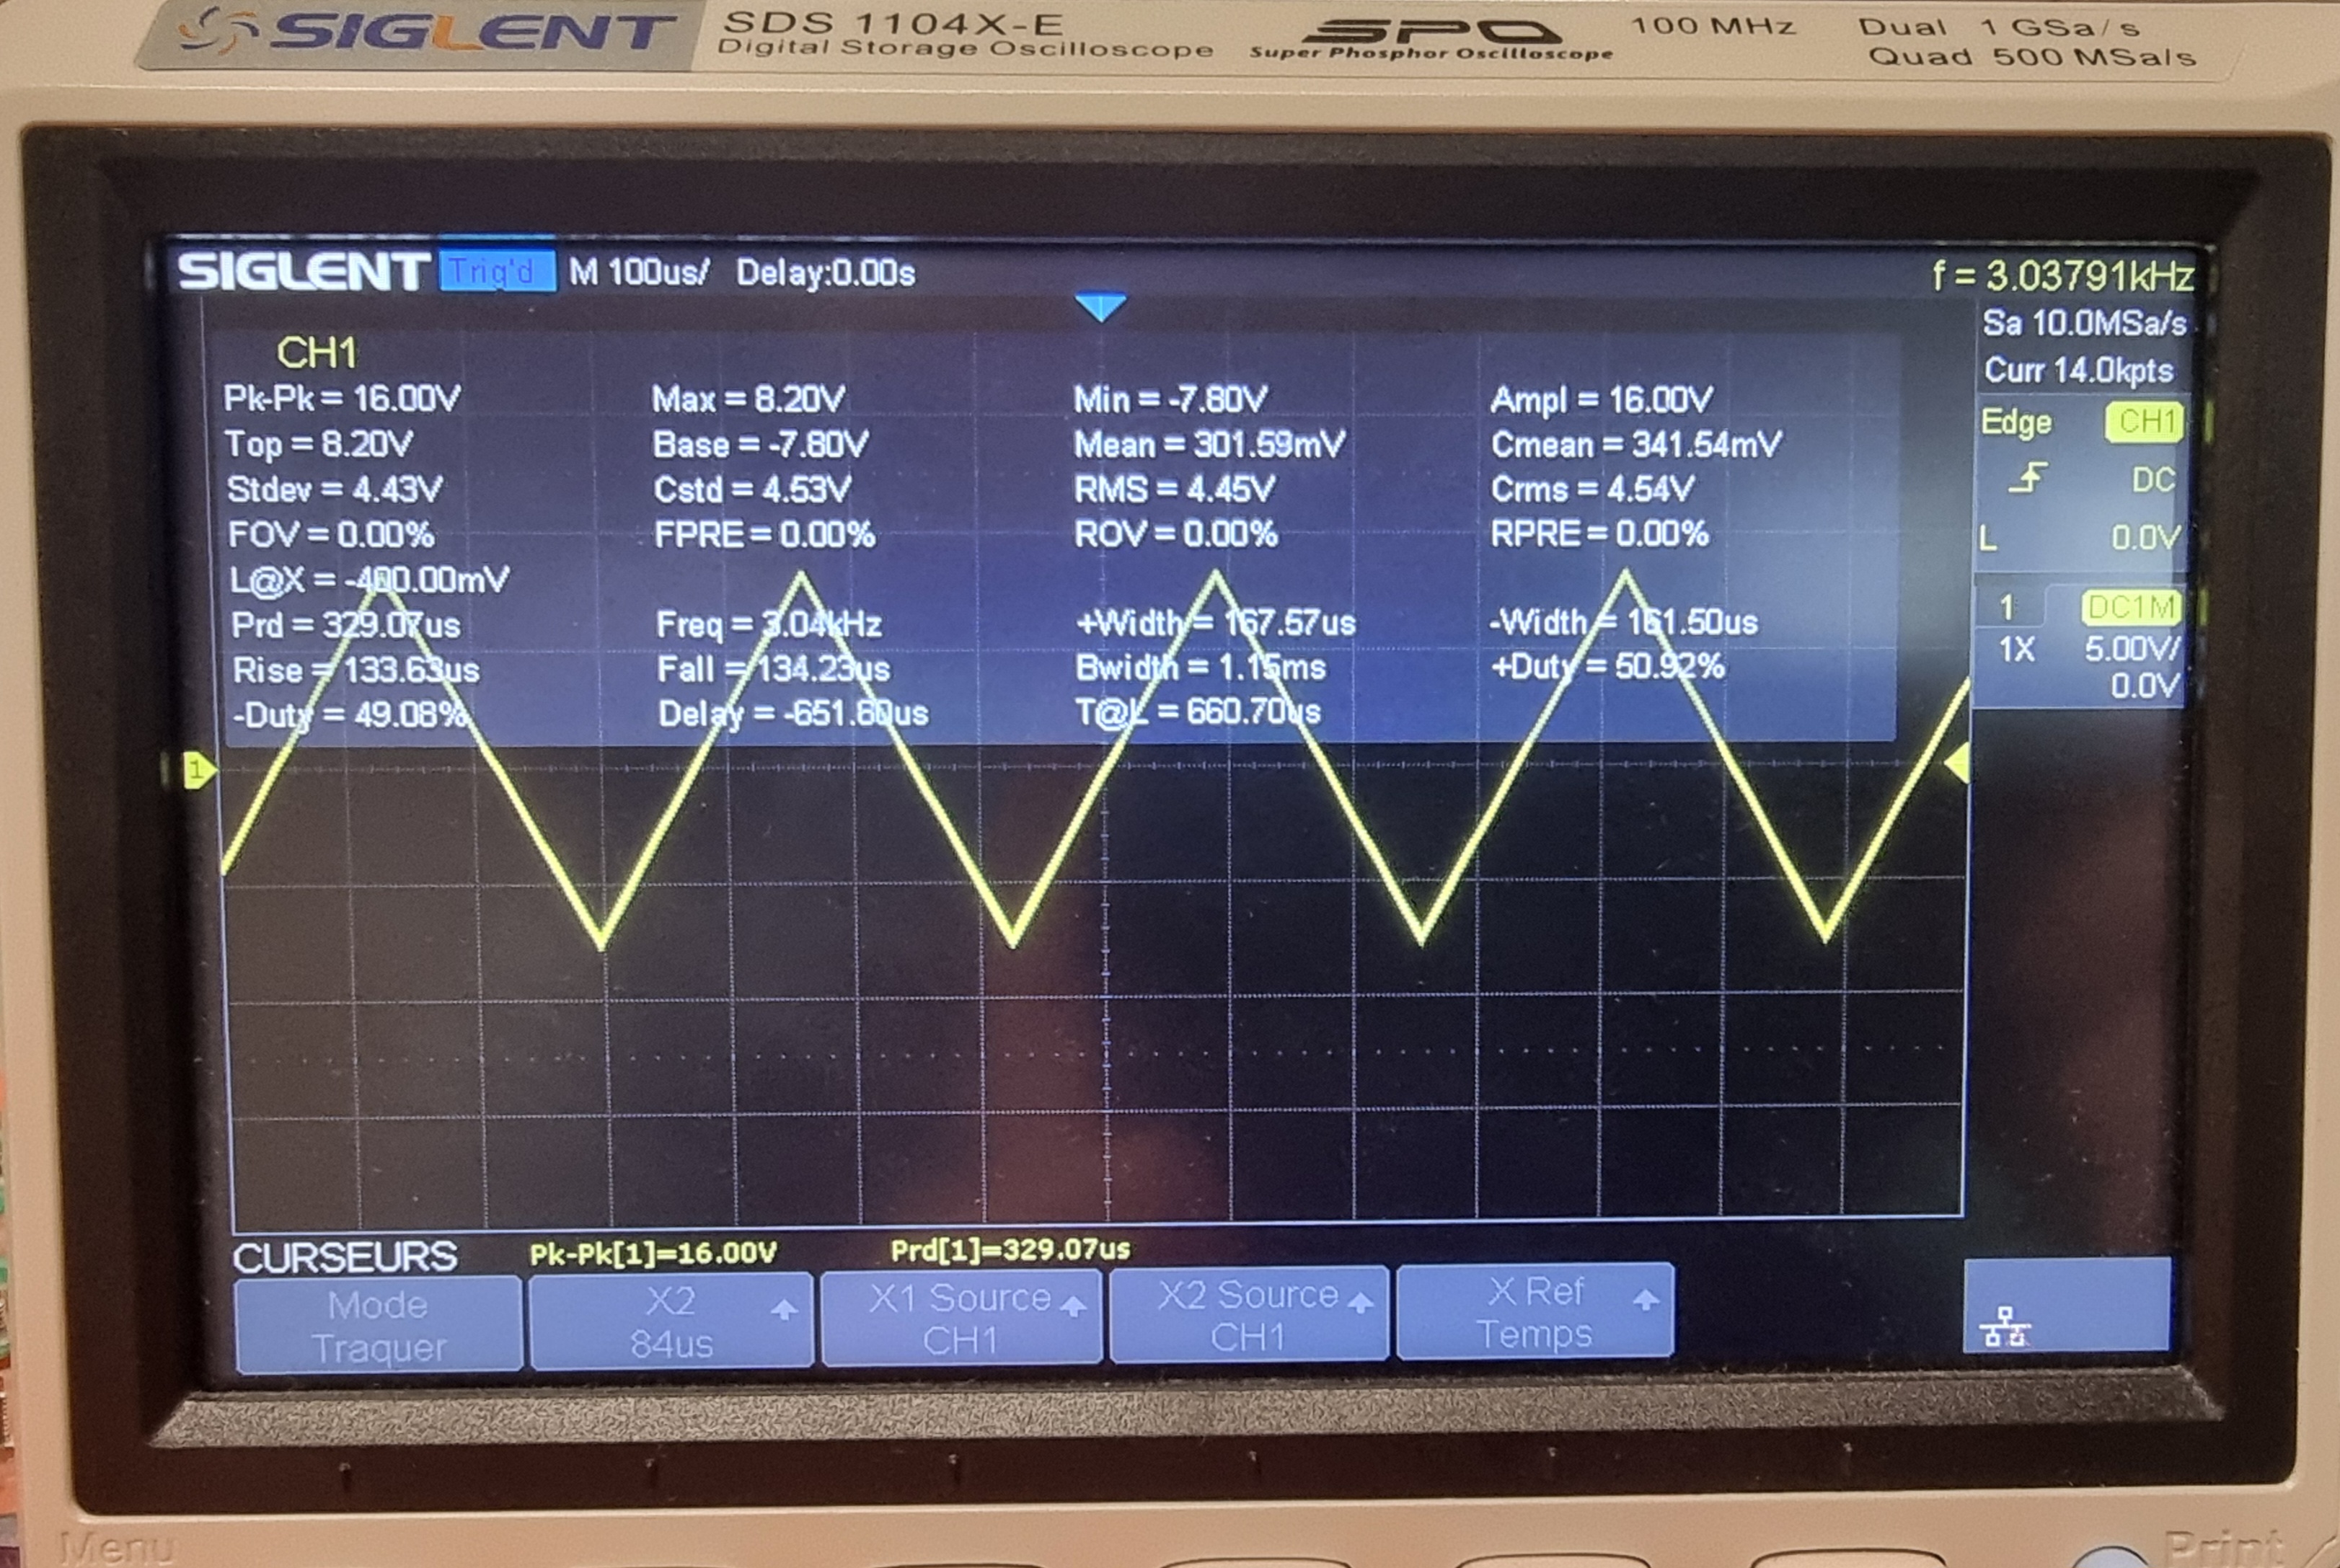 SIGLENT SDS 1104X-E Digital Storage Oscilloscope SPO Super Phosphor Oscilloscope 100 MHz Dual 1 GSa/s Quad 500 MSa/s
SIGLENT Trig'd M 100us/ Delay:0.00s f = 3.03791kHz
Sa 10.0MSa/s
CH1
Curr 14.0kpts
Pk-Pk = 16.00V Max = 8.20V Min = -7.80V Ampl = 16.00V
Edge CH1
Top = 8.20V Base = -7.80V Mean = 301.59mV Cmean = 341.54mV
Stdev = 4.43V Cstd = 4.53V RMS = 4.45V Crms = 4.54V
DC
FOV = 0.00% FPRE = 0.00% ROV = 0.00% RPRE = 0.00%
L 0.0V
L@X = -400.00mV
1 DC1M
Prd = 329.07us Freq = 3.04kHz +Width = 167.57us -Width = 161.50us
1X 5.00V/
Rise = 133.63us Fall = 134.23us Bwidth = 1.15ms +Duty = 50.92%
0.0V
-Duty = 49.08% Delay = -651.60us T@L = 660.70us
1
CURSEURS Pk-Pk[1]=16.00V Prd[1]=329.07us
Mode X2 X1 Source X2 Source X Ref
Traquer 84us CH1 CH1 Temps
Menu Print